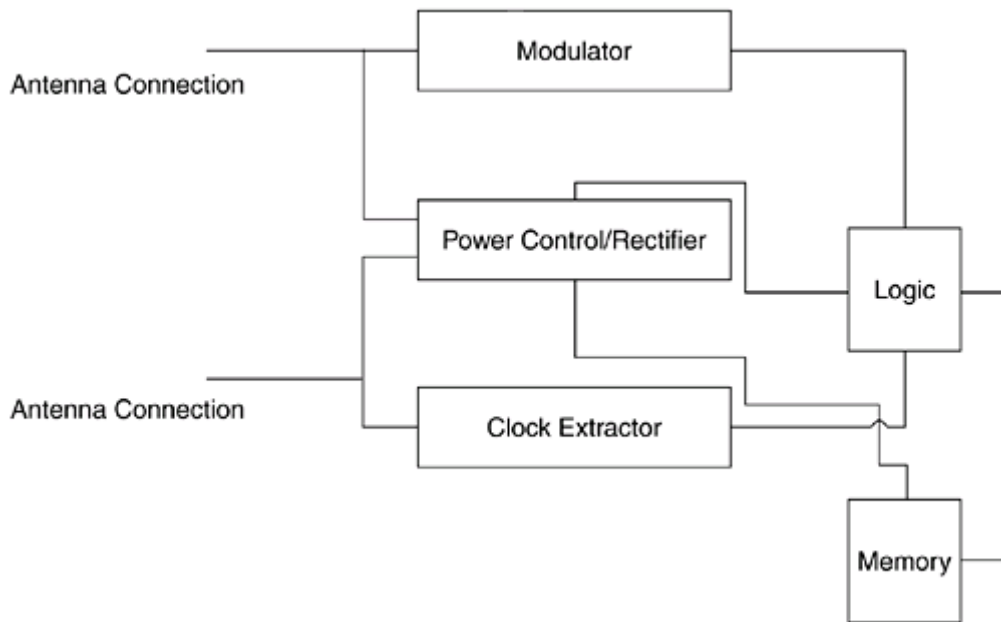 Modulator
Antenna Connection
Power Control/Rectifier
Logic
Antenna Connection
Clock Extractor
Memory